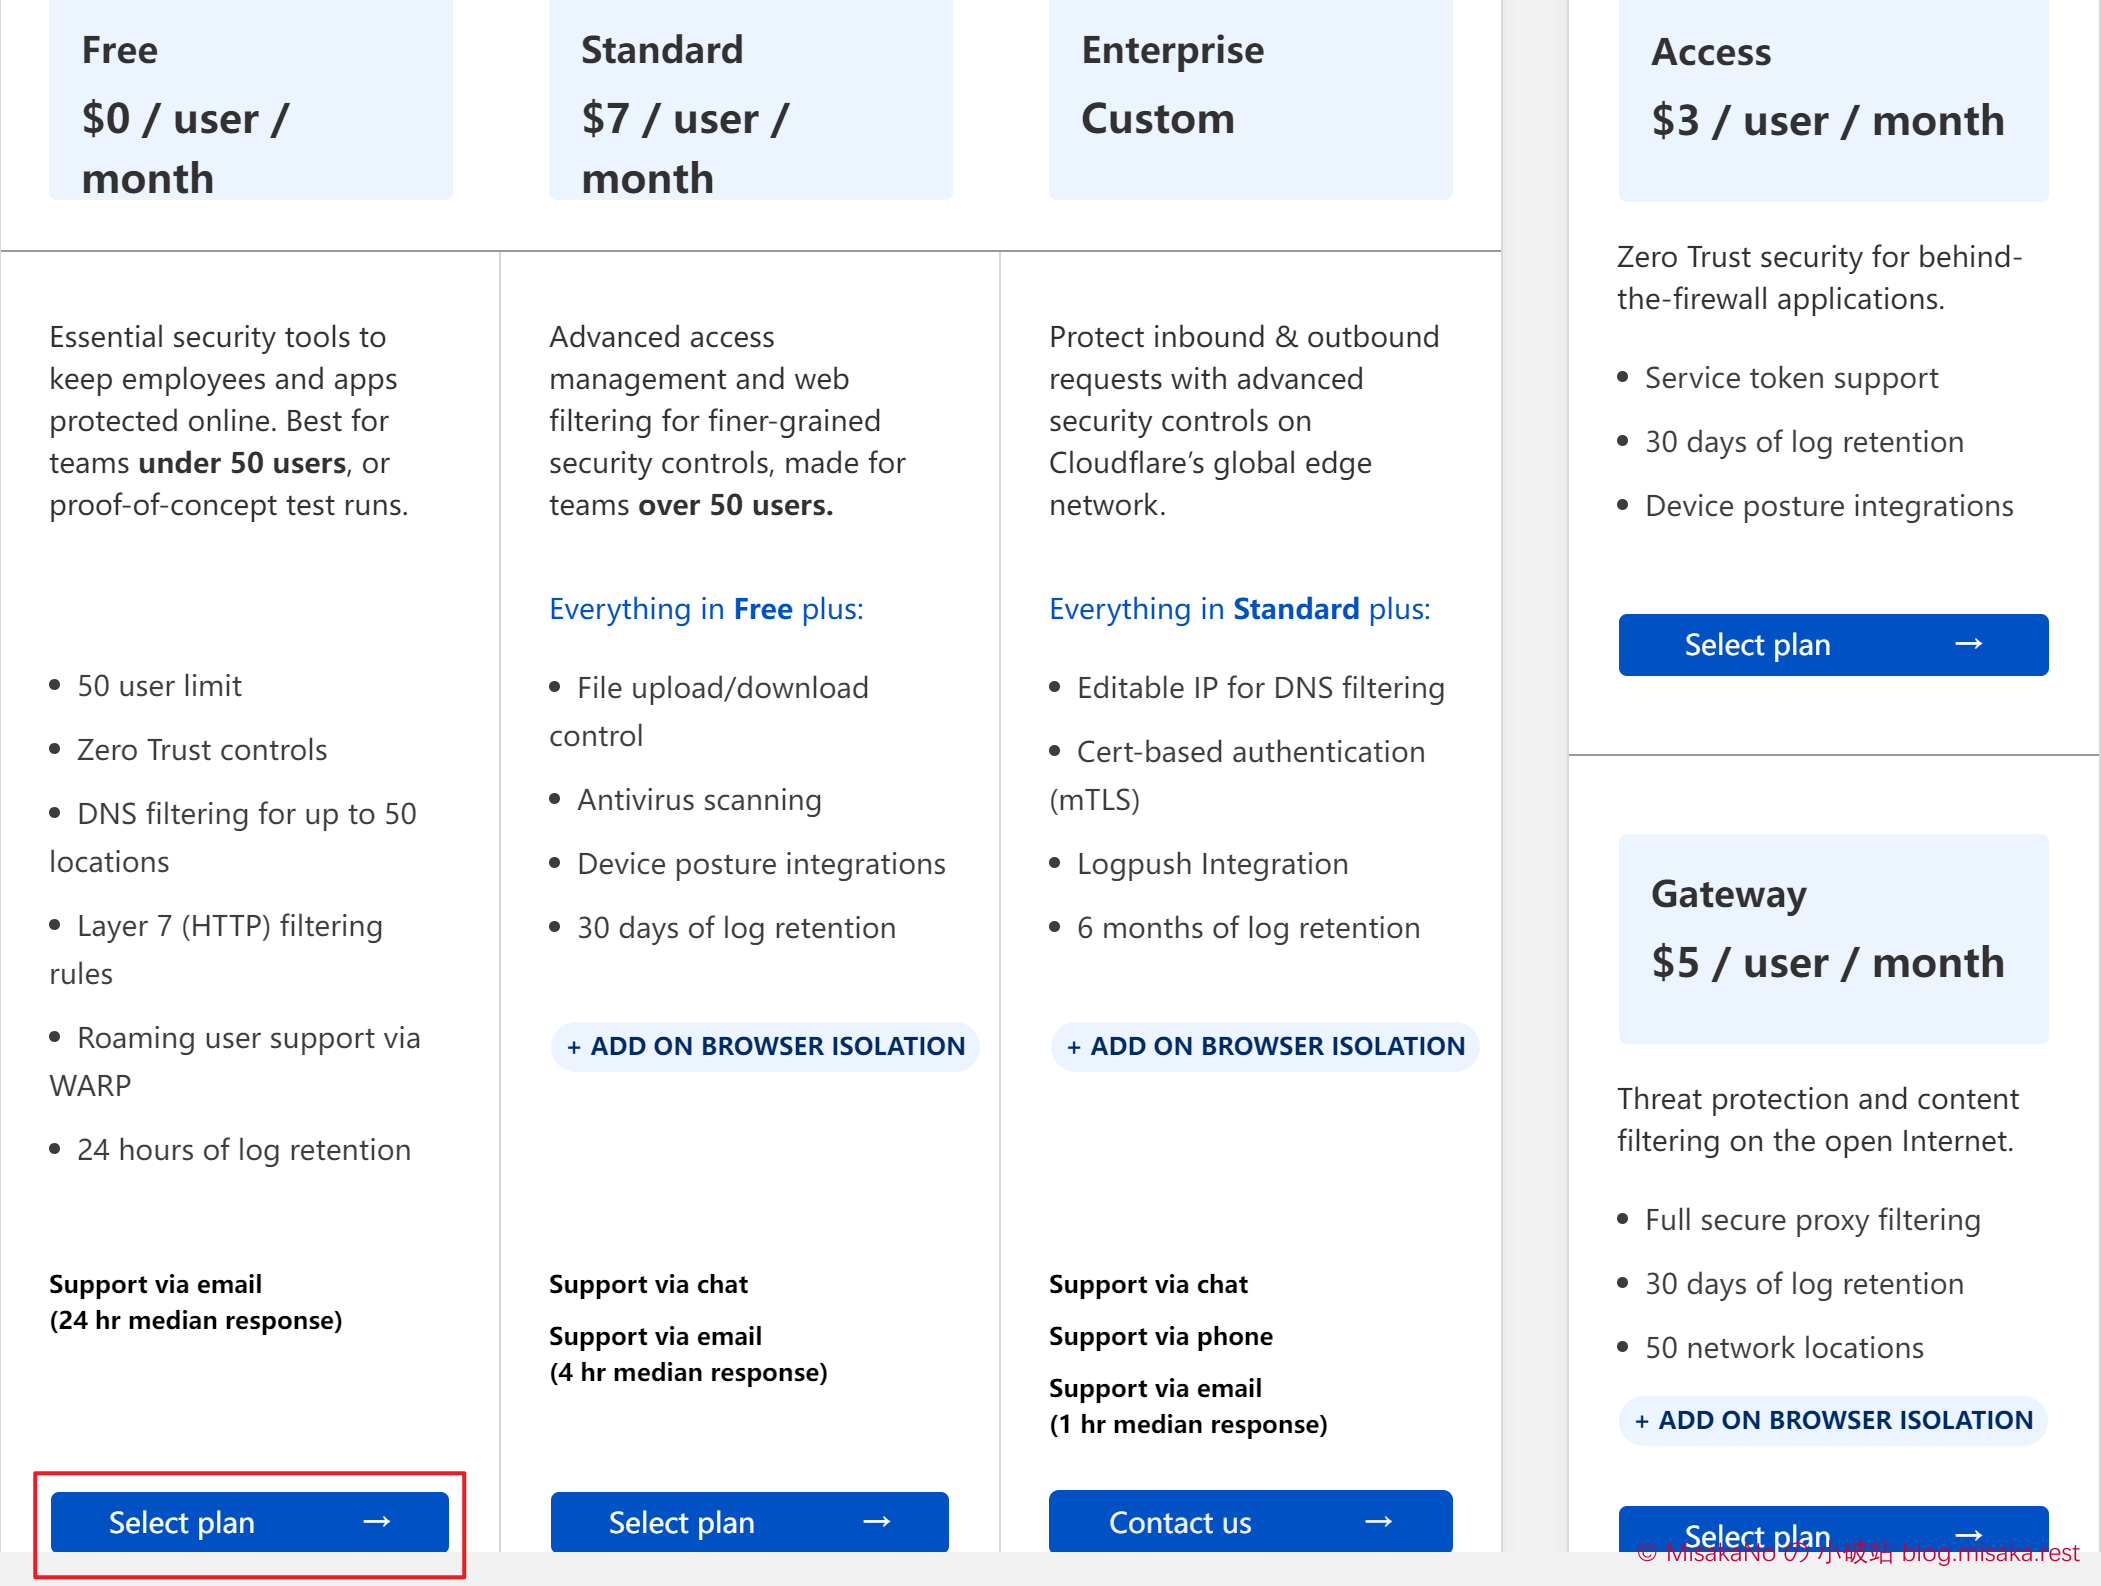 Free
$0 / user /
month
Essential security tools to
keep employees and apps
protected online. Best for
teams under 50 users, or
proof-of-concept test runs.
• 50 user limit
• Zero Trust controls
• DNS filtering for up to 50
locations
• Layer 7 (HTTP) filtering
rules
• Roaming user support via
WARP
• 24 hours of log retention
Support via email
(24 hr median response)
Select plan →
Standard
$7 / user /
month
Advanced access
management and web
filtering for finer-grained
security controls, made for
teams over 50 users.
Everything in Free plus:
• File upload/download
control
• Antivirus scanning
• Device posture integrations
• 30 days of log retention
+ ADD ON BROWSER ISOLATION
Support via chat
Support via email
(4 hr median response)
Select plan →
Enterprise
Custom
Protect inbound & outbound
requests with advanced
security controls on
Cloudflare’s global edge
network.
Everything in Standard plus:
• Editable IP for DNS filtering
• Cert-based authentication
(mTLS)
• Logpush Integration
• 6 months of log retention
+ ADD ON BROWSER ISOLATION
Support via chat
Support via phone
Support via email
(1 hr median response)
Contact us →
Access
$3 / user / month
Zero Trust security for behind-
the-firewall applications.
• Service token support
• 30 days of log retention
• Device posture integrations
Select plan →
Gateway
$5 / user / month
Threat protection and content
filtering on the open Internet.
• Full secure proxy filtering
• 30 days of log retention
• 50 network locations
+ ADD ON BROWSER ISOLATION
Select plan →
© MisakaNo の 小破站 blog.misaka.rest